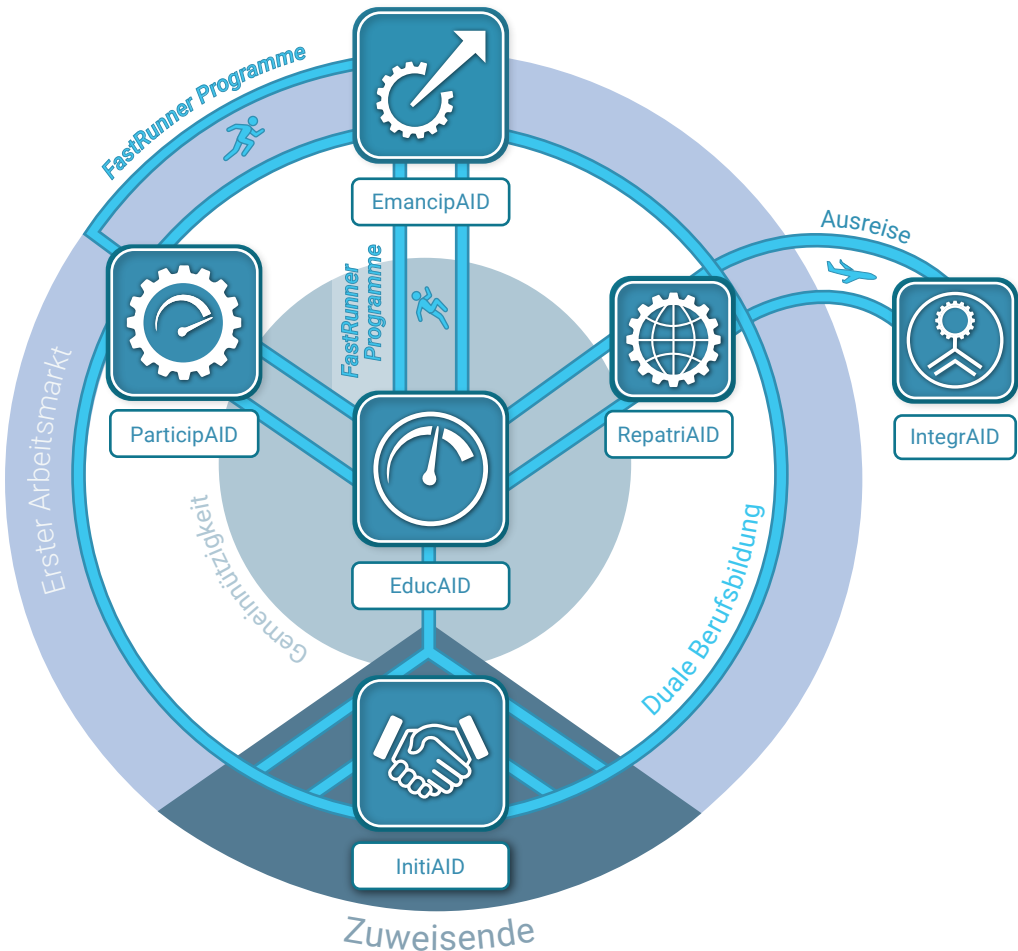 FastRunner Programme
EmancipAID
Ausreise
FastRunner
Programme
ParticipAID
RepatriAID
IntegrAID
Erster Arbeitsmarkt
Gemeinnützigkeit
EducAID
Duale Berufsbildung
InitiAID
Zuweisende